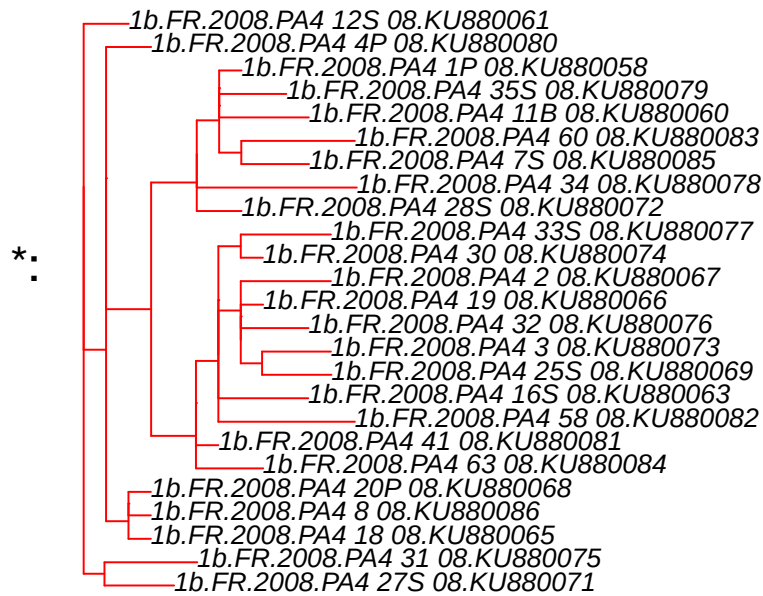 1b.FR.2008.PA4 12S 08.KU880061
1b.FR.2008.PA4 4P 08.KU880080
1b.FR.2008.PA4 1P 08.KU880058
1b.FR.2008.PA4 35S 08.KU880079
1b.FR.2008.PA4 11B 08.KU880060
1b.FR.2008.PA4 60 08.KU880083
1b.FR.2008.PA4 7S 08.KU880085
1b.FR.2008.PA4 34 08.KU880078
1b.FR.2008.PA4 28S 08.KU880072
1b.FR.2008.PA4 33S 08.KU880077
*:
1b.FR.2008.PA4 30 08.KU880074
1b.FR.2008.PA4 2 08.KU880067
1b.FR.2008.PA4 19 08.KU880066
1b.FR.2008.PA4 32 08.KU880076
1b.FR.2008.PA4 3 08.KU880073
1b.FR.2008.PA4 25S 08.KU880069
1b.FR.2008.PA4 16S 08.KU880063
1b.FR.2008.PA4 58 08.KU880082
1b.FR.2008.PA4 41 08.KU880081
1b.FR.2008.PA4 63 08.KU880084
1b.FR.2008.PA4 20P 08.KU880068
1b.FR.2008.PA4 8 08.KU880086
1b.FR.2008.PA4 18 08.KU880065
1b.FR.2008.PA4 31 08.KU880075
1b.FR.2008.PA4 27S 08.KU880071